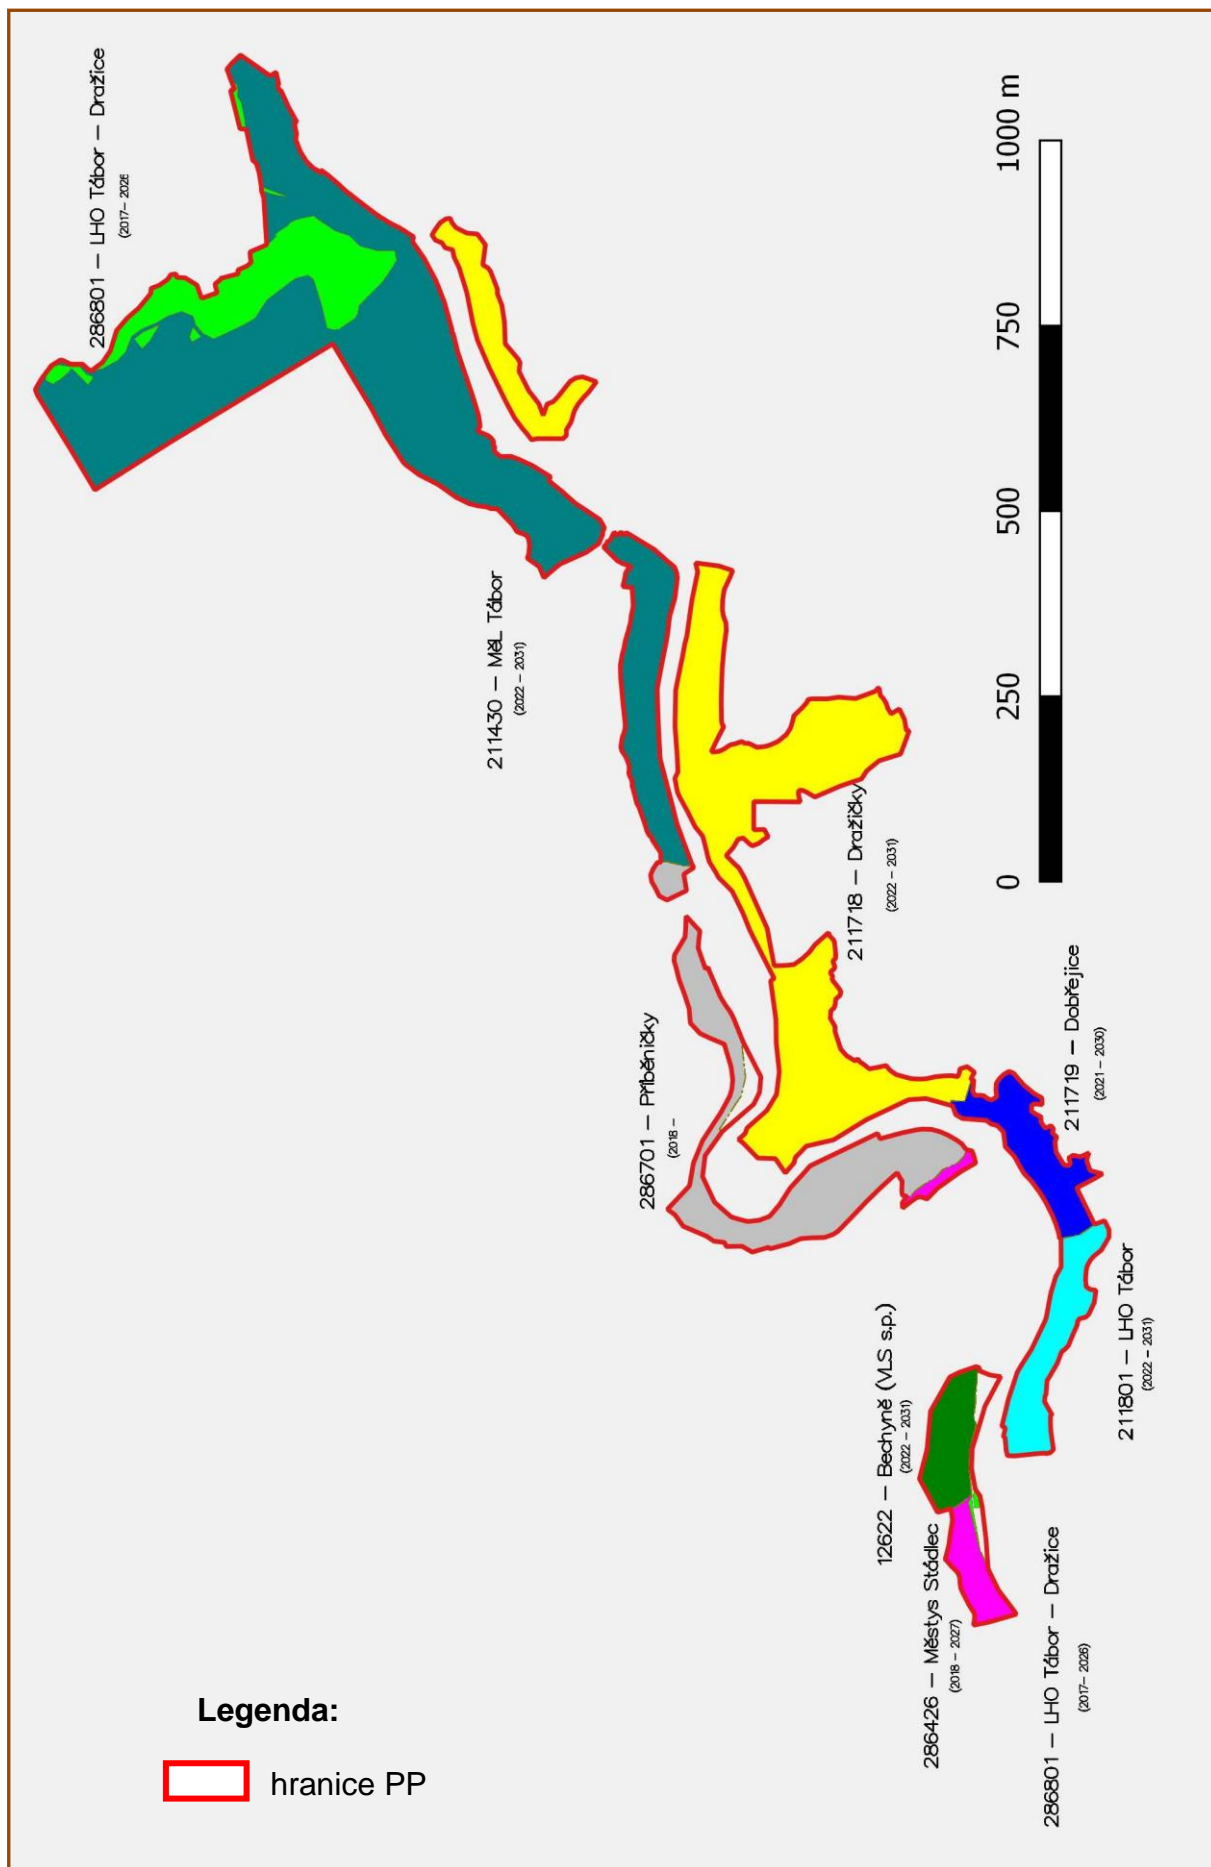 286801 – LHO Tábor – Dražice
(2017– 2026
211430 – MěL Tábor
(2022 – 2031)
211718 – Dražičky
(2022 – 2031)
286701 – Příběničky
(2018 –
211719 – Dobřejice
(2021 – 2030)
12622 – Bechyně (VLS s.p.)
(2022 – 2031)
211801 – LHO Tábor
(2022 – 2031)
286426 – Městys Stádlec
(2018 – 2027)
286801 – LHO Tábor – Dražice
(2017– 2026)
0 250 500 750 1000 m
Legenda:
hranice PP